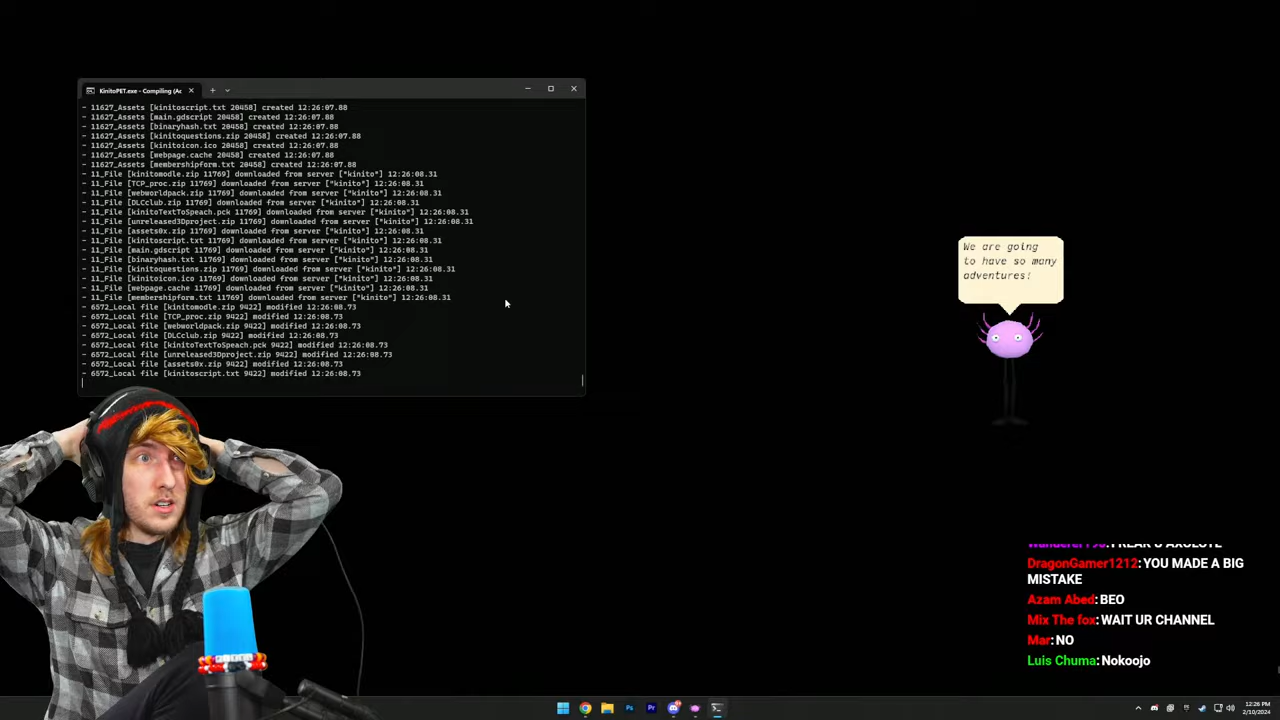 KinitoPET.exe - Compiling (Ac
- 11627_Assets [kinitoscript.txt 20458] created 12:26:07.88
- 11627_Assets [main.gdscript 20458] created 12:26:07.88
- 11627_Assets [binaryhash.txt 20458] created 12:26:07.88
- 11627_Assets [kinitoquestions.zip 20458] created 12:26:07.88
- 11627_Assets [kinitoicon.ico 20458] created 12:26:07.88
- 11627_Assets [webpage.cache 20458] created 12:26:07.88
- 11627_Assets [membershipform.txt 20458] created 12:26:07.88
- 11_File [kinitomodle.zip 11769] downloaded from server ["kinito"] 12:26:08.31
- 11_File [TCP_proc.zip 11769] downloaded from server ["kinito"] 12:26:08.31
- 11_File [webworldpack.zip 11769] downloaded from server ["kinito"] 12:26:08.31
- 11_File [DLCclub.zip 11769] downloaded from server ["kinito"] 12:26:08.31
- 11_File [kinitoTextToSpeach.pck 11769] downloaded from server ["kinito"] 12:26:08.31
- 11_File [unreleased3Dproject.zip 11769] downloaded from server ["kinito"] 12:26:08.31
- 11_File [assets0x.zip 11769] downloaded from server ["kinito"] 12:26:08.31
- 11_File [kinitoscript.txt 11769] downloaded from server ["kinito"] 12:26:08.31
- 11_File [main.gdscript 11769] downloaded from server ["kinito"] 12:26:08.31
- 11_File [binaryhash.txt 11769] downloaded from server ["kinito"] 12:26:08.31
- 11_File [kinitoquestions.zip 11769] downloaded from server ["kinito"] 12:26:08.31
- 11_File [kinitoicon.ico 11769] downloaded from server ["kinito"] 12:26:08.31
- 11_File [webpage.cache 11769] downloaded from server ["kinito"] 12:26:08.31
- 11_File [membershipform.txt 11769] downloaded from server ["kinito"] 12:26:08.31
- 6572_Local file [kinitomodle.zip 9422] modified 12:26:08.73
- 6572_Local file [TCP_proc.zip 9422] modified 12:26:08.73
- 6572_Local file [webworldpack.zip 9422] modified 12:26:08.73
- 6572_Local file [DLCclub.zip 9422] modified 12:26:08.73
- 6572_Local file [kinitoTextToSpeach.pck 9422] modified 12:26:08.73
- 6572_Local file [unreleased3Dproject.zip 9422] modified 12:26:08.73
- 6572_Local file [assets0x.zip 9422] modified 12:26:08.73
- 6572_Local file [kinitoscript.txt 9422] modified 12:26:08.73
We are going
to have so many
adventures!
DragonGamer1212: YOU MADE A BIG
MISTAKE
Azam Abed: BEO
Mix The fox: WAIT UR CHANNEL
Mar: NO
Luis Chuma: Nokoojo
12:26 PM
2/10/2024